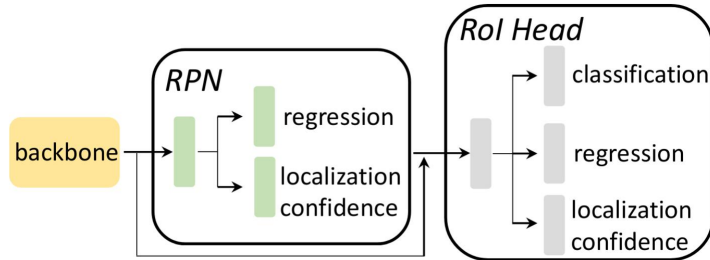 backbone
RPN
regression
localization
confidence
RoI Head
classification
regression
localization
confidence